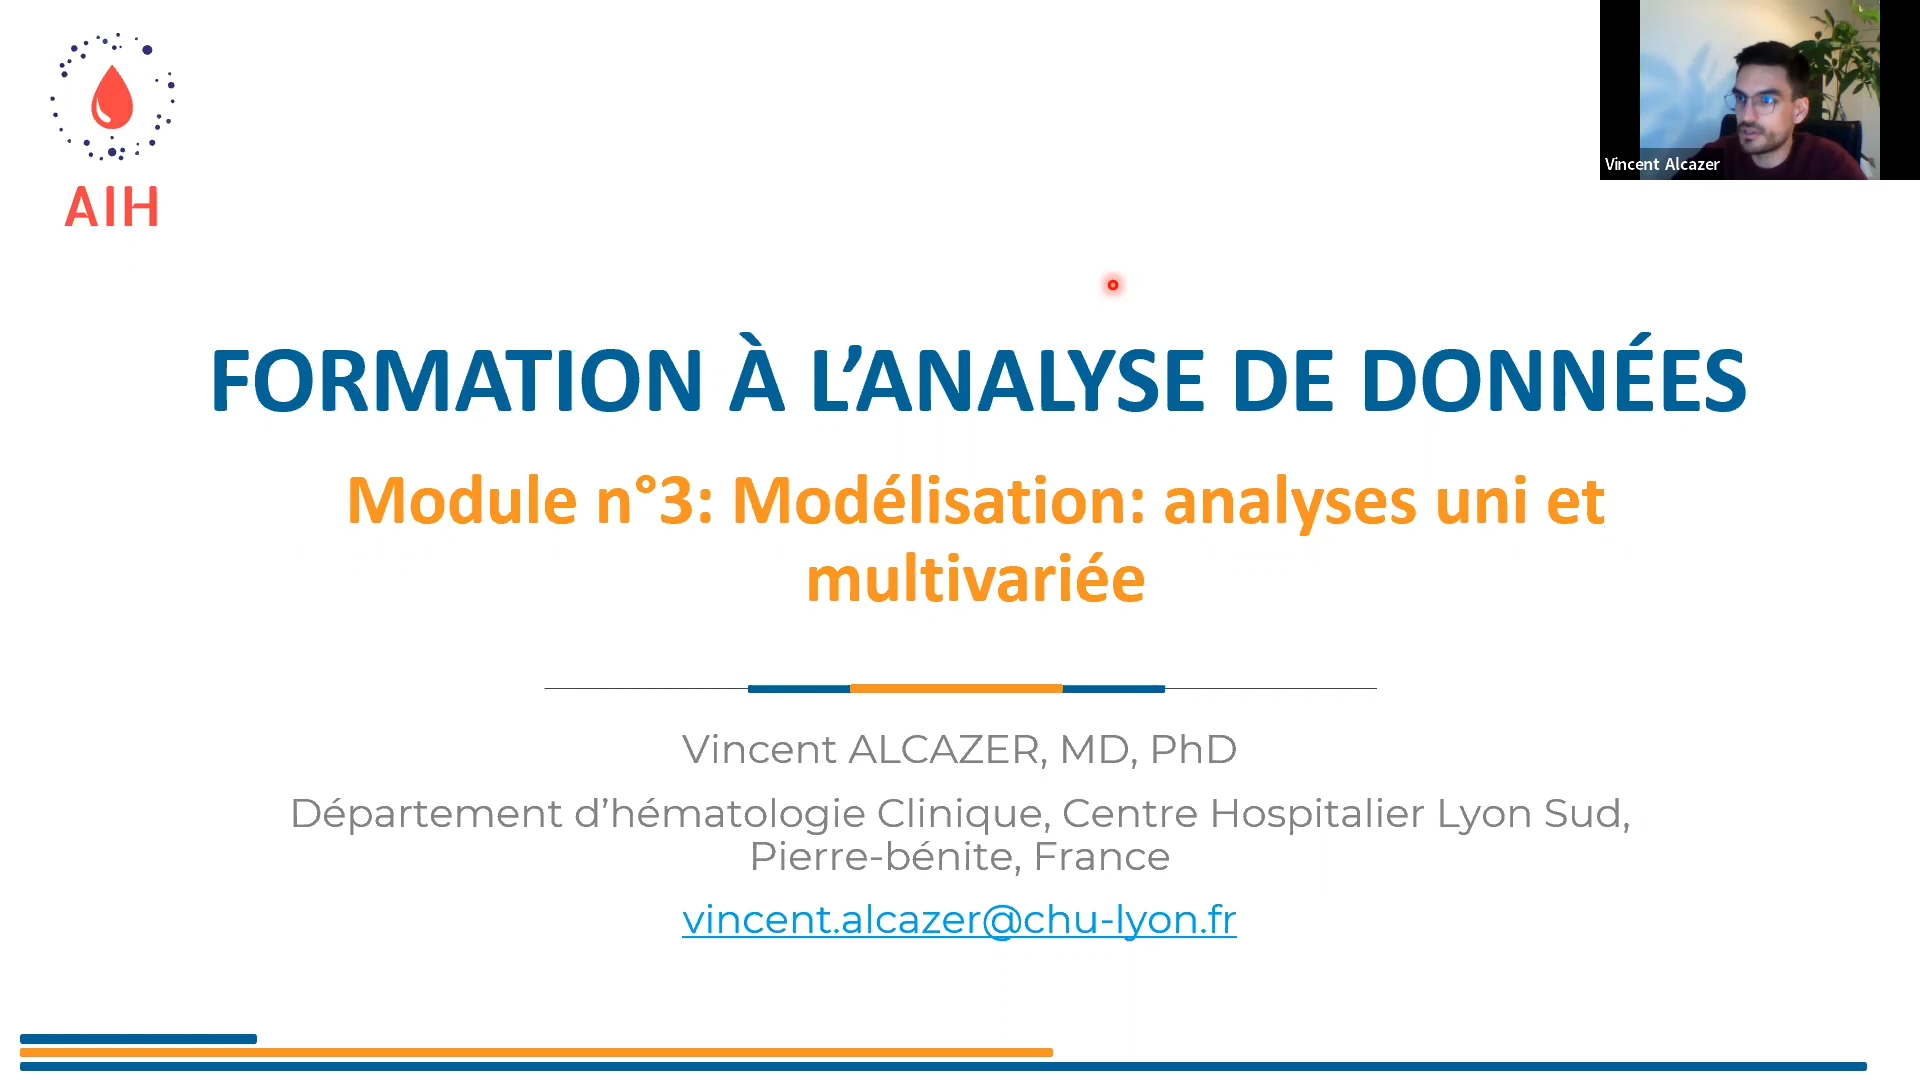 AIH
Vincent Alcazer
FORMATION À L’ANALYSE DE DONNÉES
Module n°3: Modélisation: analyses uni et
multivariée
Vincent ALCAZER, MD, PhD
Département d’hématologie Clinique, Centre Hospitalier Lyon Sud,
Pierre-bénite, France
vincent.alcazer@chu-lyon.fr